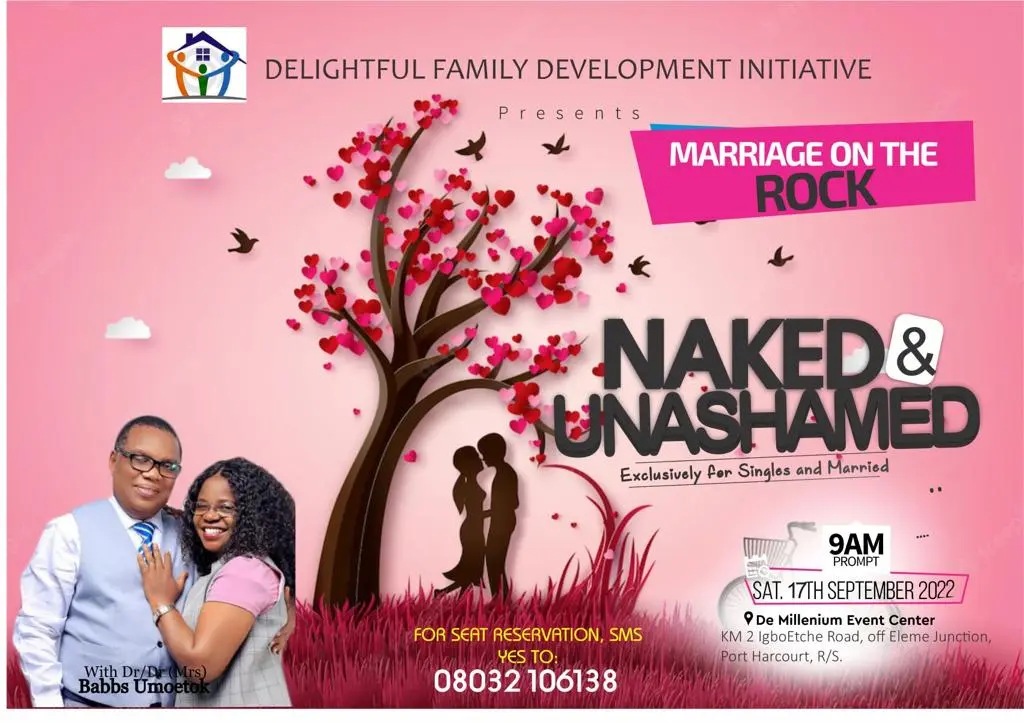 DELIGHTFUL FAMILY DEVELOPMENT INITIATIVE
Presents
MARRIAGE ON THE
ROCK
NAKED &
UNASHAMED
Exclusively for Singles and Married
9AM
PROMPT
SAT. 17TH SEPTEMBER 2022
De Millenium Event Center
KM 2 IgboEtche Road, off Eleme Junction,
Port Harcourt, R/S.
FOR SEAT RESERVATION, SMS
YES TO:
08032106138
With Dr/Dr (Mrs)
Babbs Umoetok